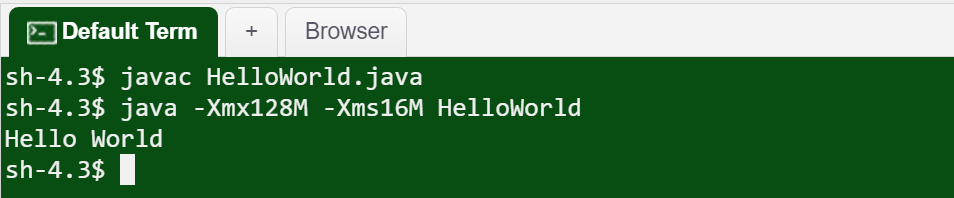 Default Term + Browser
sh-4.3$ javac HelloWorld.java
sh-4.3$ java -Xmx128M -Xms16M HelloWorld
Hello World
sh-4.3$